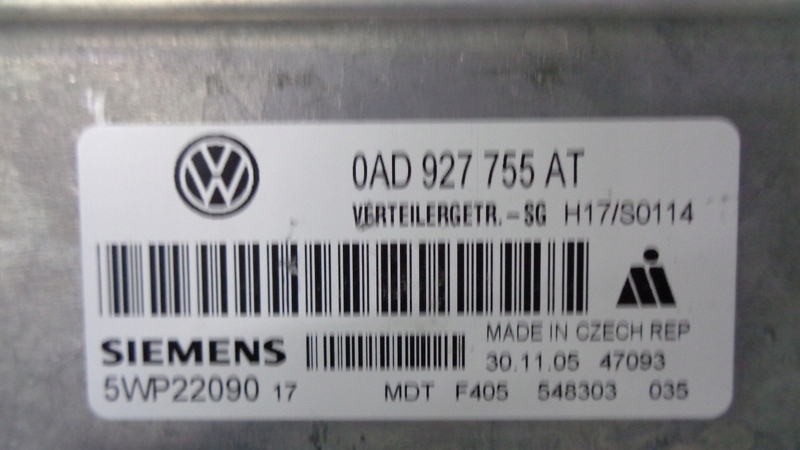 0AD 927 755 AT
VERTEILERGETR.-SG H17/S0114
SIEMENS
MADE IN CZECH REP
30.11.05 47093
5WP22090 17 MDT F405 548303 035